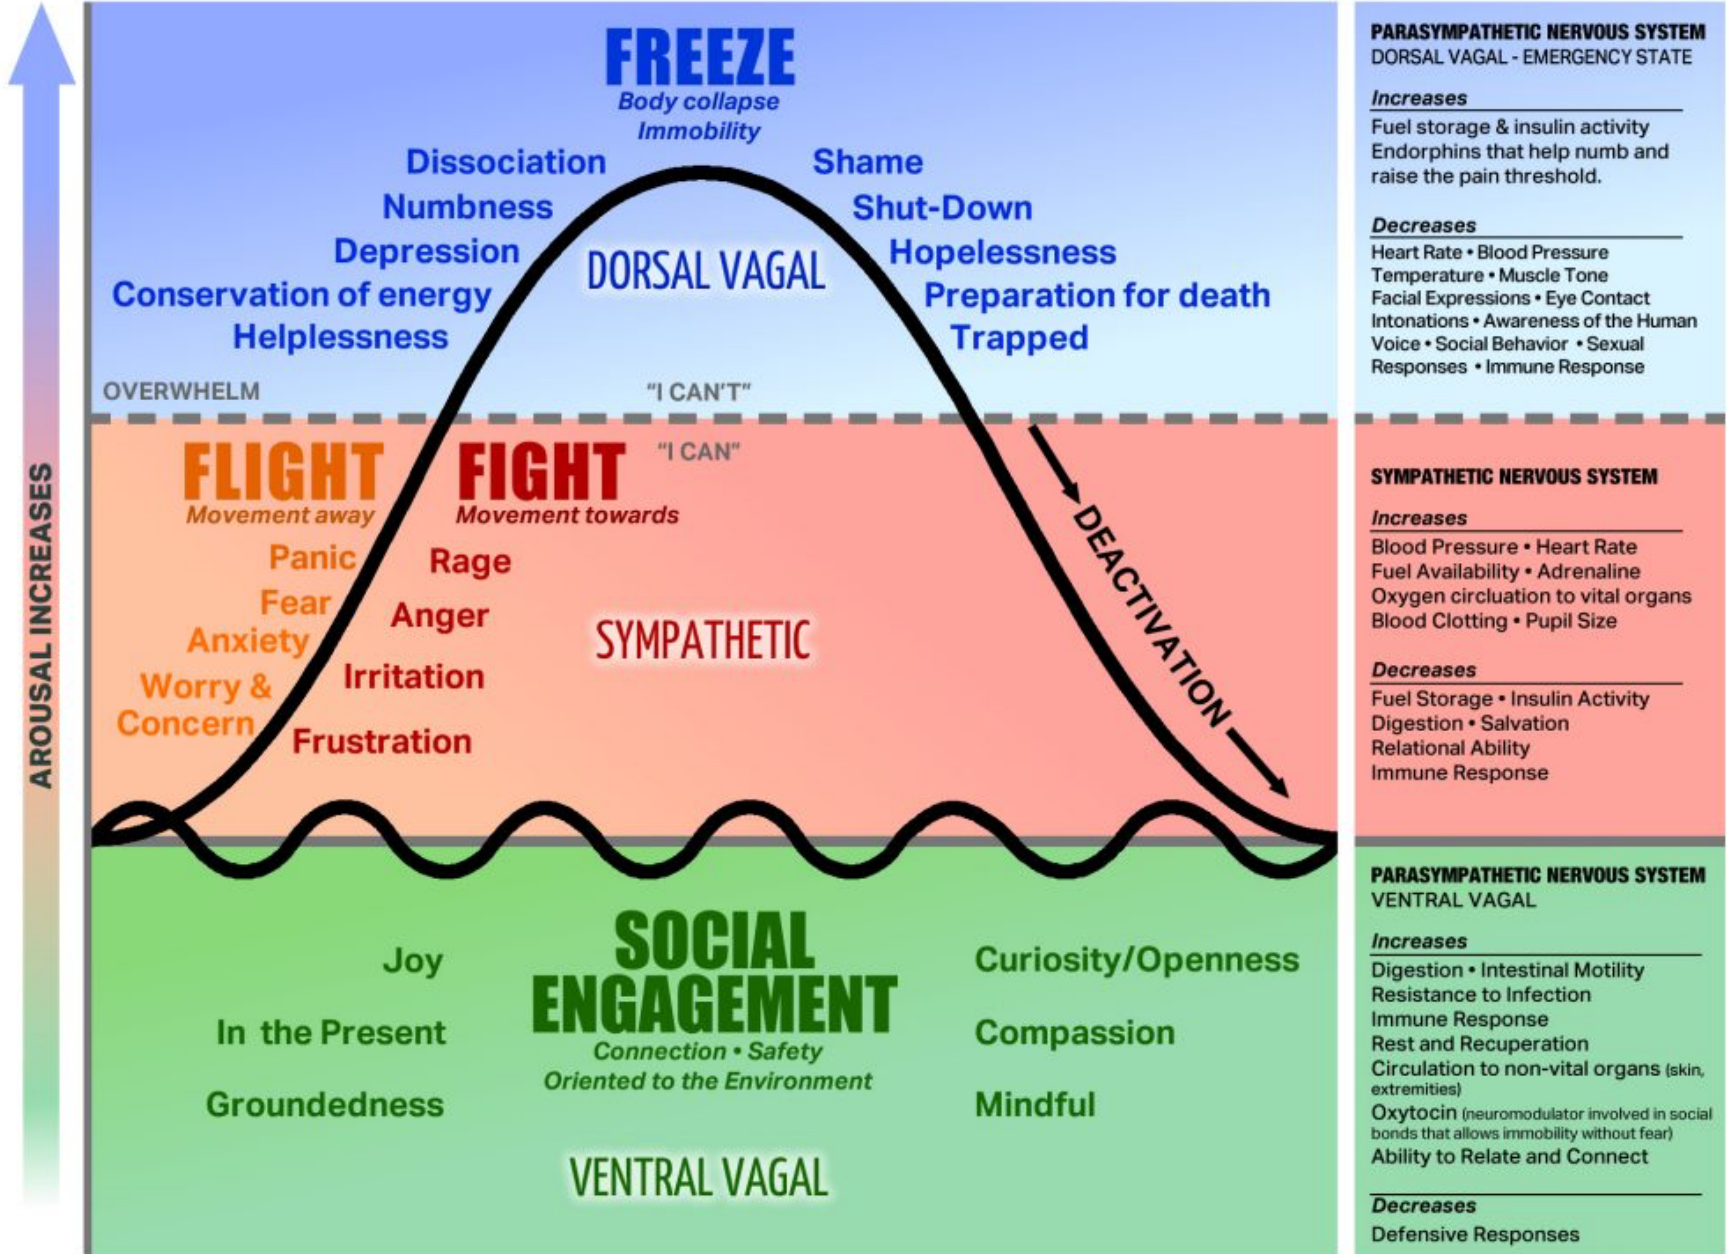 AROUSAL INCREASES
FREEZE
Body collapse
Immobility
Dissociation
Numbness
Depression
Conservation of energy
Helplessness
Shame
Shut-Down
Hopelessness
Preparation for death
Trapped
DORSAL VAGAL
OVERWHELM
"I CAN'T"
"I CAN"
FLIGHT
Movement away
Panic
Fear
Anxiety
Worry &
Concern
FIGHT
Movement towards
Rage
Anger
Irritation
Frustration
SYMPATHETIC
DEACTIVATION
SOCIAL
ENGAGEMENT
Connection • Safety
Oriented to the Environment
Joy
In the Present
Groundedness
Curiosity/Openness
Compassion
Mindful
VENTRAL VAGAL
PARASYMPATHETIC NERVOUS SYSTEM
DORSAL VAGAL - EMERGENCY STATE
Increases
Fuel storage & insulin activity
Endorphins that help numb and
raise the pain threshold.
Decreases
Heart Rate • Blood Pressure
Temperature • Muscle Tone
Facial Expressions • Eye Contact
Intonations • Awareness of the Human
Voice • Social Behavior • Sexual
Responses • Immune Response
SYMPATHETIC NERVOUS SYSTEM
Increases
Blood Pressure • Heart Rate
Fuel Availability • Adrenaline
Oxygen circluation to vital organs
Blood Clotting • Pupil Size
Decreases
Fuel Storage • Insulin Activity
Digestion • Salvation
Relational Ability
Immune Response
PARASYMPATHETIC NERVOUS SYSTEM
VENTRAL VAGAL
Increases
Digestion • Intestinal Motility
Resistance to Infection
Immune Response
Rest and Recuperation
Circulation to non-vital organs (skin,
extremities)
Oxytocin (neuromodulator involved in social
bonds that allows immobility without fear)
Ability to Relate and Connect
Decreases
Defensive Responses